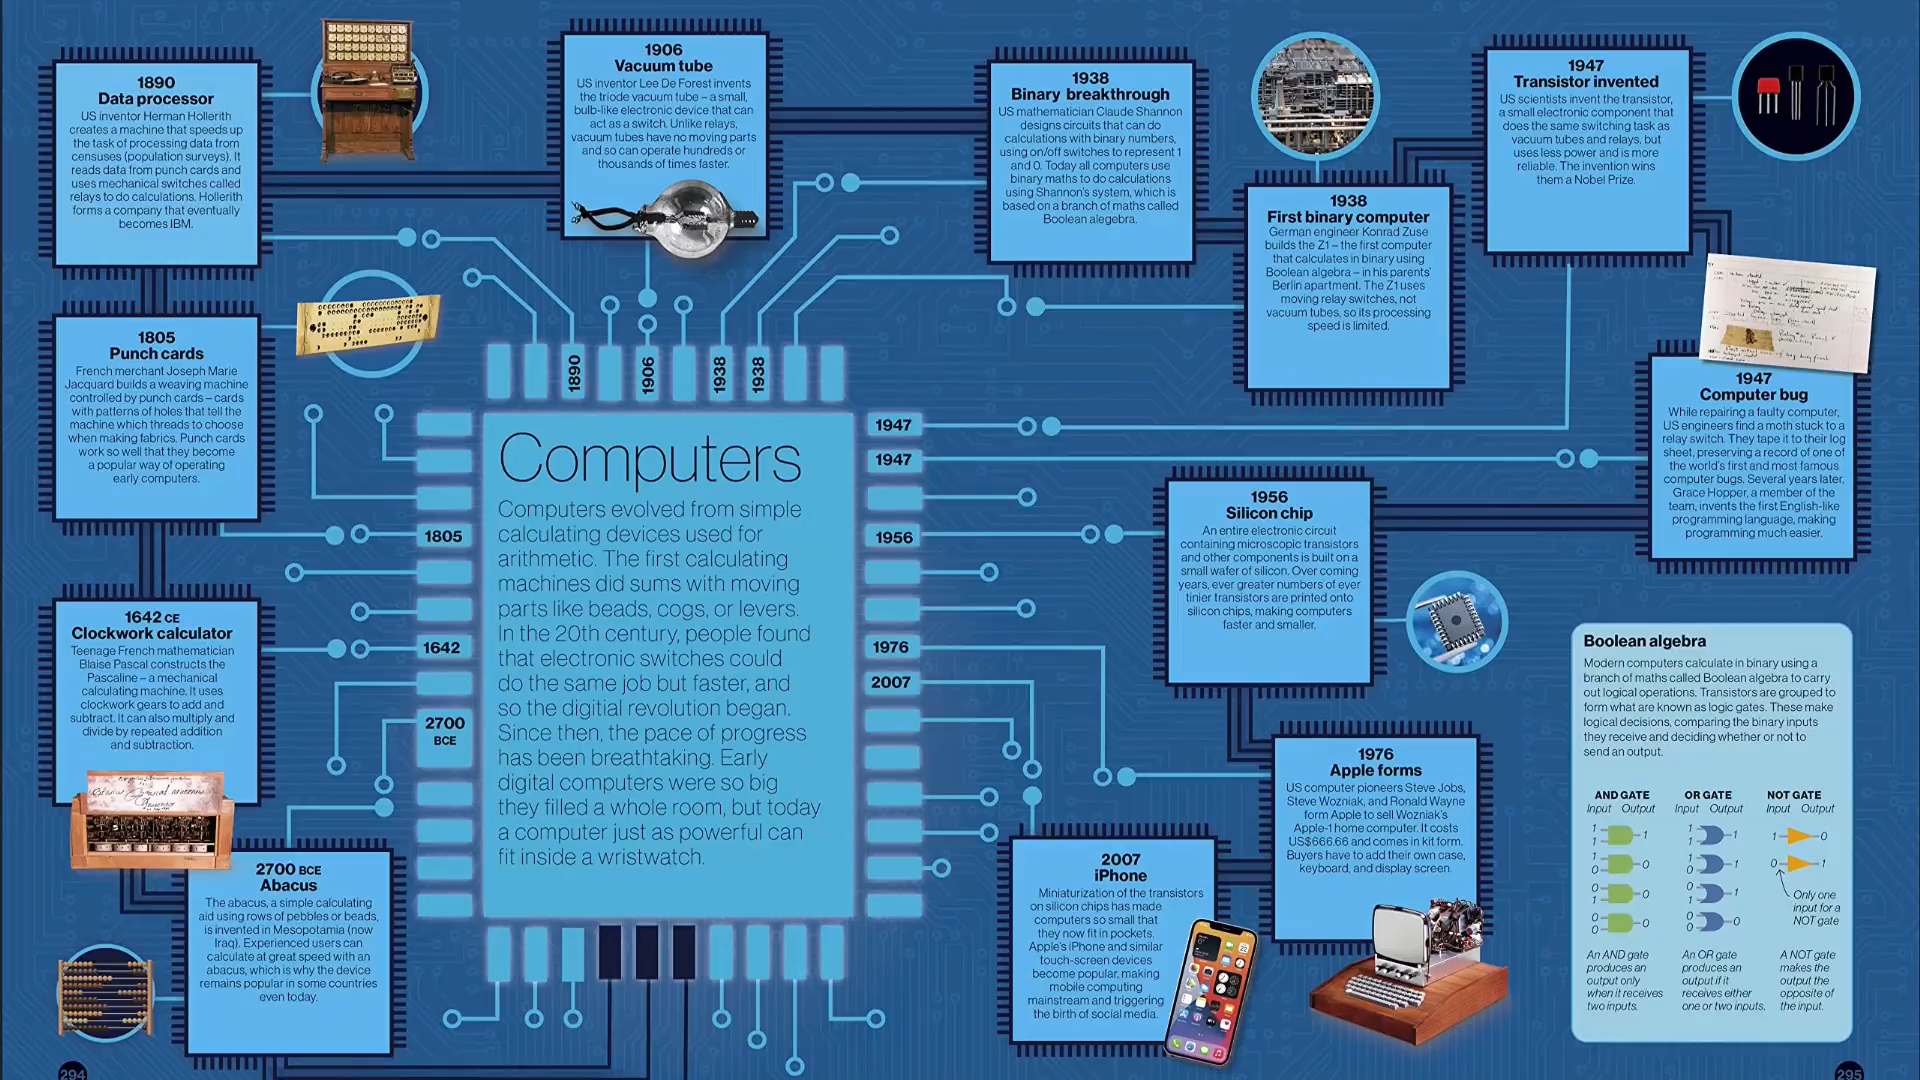 1890
Data processor
US inventor Herman Hollerith
creates a machine that speeds up
the task of processing data from
censuses (population surveys). It
reads data from punch cards and
uses mechanical switches called
relays to do calculations. Hollerith
forms a company that eventually
becomes IBM.
1805
Punch cards
French merchant Joseph Marie
Jacquard builds a weaving machine
controlled by punch cards – cards
with patterns of holes that tell the
machine which threads to choose
when making fabrics. Punch cards
work so well that they become
a popular way of operating
early computers.
1642 CE
Clockwork calculator
Teenage French mathematician
Blaise Pascal constructs the
Pascaline – a mechanical
calculating machine. It uses
clockwork gears to add and
subtract. It can also multiply and
divide by repeated addition
and subtraction.
2700 BCE
Abacus
The abacus, a simple calculating
aid using rows of pebbles or beads,
is invented in Mesopotamia (now
Iraq). Experienced users can
calculate at great speed with an
abacus, which is why the device
remains popular in some countries
even today.
294
1906
Vacuum tube
US inventor Lee De Forest invents
the triode vacuum tube – a small,
bulb-like electronic device that can
act as a switch. Unlike relays,
vacuum tubes have no moving parts
and so can operate hundreds or
thousands of times faster.
1890
1906
1938
1938
1805
1642
2700
BCE
Computers
Computers evolved from simple
calculating devices used for
arithmetic. The first calculating
machines did sums with moving
parts like beads, cogs, or levers.
In the 20th century, people found
that electronic switches could
do the same job but faster, and
so the digitial revolution began.
Since then, the pace of progress
has been breathtaking. Early
digital computers were so big
they filled a whole room, but today
a computer just as powerful can
fit inside a wristwatch.
1947
1947
1956
1976
2007
1938
Binary breakthrough
US mathematician Claude Shannon
designs circuits that can do
calculations with binary numbers,
using on/off switches to represent 1
and 0. Today all computers use
binary maths to do calculations
using Shannon's system, which is
based on a branch of maths called
Boolean alegebra.
1938
First binary computer
German engineer Konrad Zuse
builds the Z1 – the first computer
that calculates in binary using
Boolean algebra – in his parents'
Berlin apartment. The Z1 uses
moving relay switches, not
vacuum tubes, so its processing
speed is limited.
1947
Transistor invented
US scientists invent the transistor,
a small electronic component that
does the same switching task as
vacuum tubes and relays, but
uses less power and is more
reliable. The invention wins
them a Nobel Prize.
1947
Computer bug
While repairing a faulty computer,
US engineers find a moth stuck to a
relay switch. They tape it to their log
sheet, preserving a record of one of
the world's first and most famous
computer bugs. Several years later,
Grace Hopper, a member of the
team, invents the first English-like
programming language, making
programming much easier.
1956
Silicon chip
An entire electronic circuit
containing microscopic transistors
and other components is built on a
small wafer of silicon. Over coming
years, ever greater numbers of ever
tinier transistors are printed onto
silicon chips, making computers
faster and smaller.
1976
Apple forms
US computer pioneers Steve Jobs,
Steve Wozniak, and Ronald Wayne
form Apple to sell Wozniak's
Apple-1 home computer. It costs
US$666.66 and comes in kit form.
Buyers have to add their own case,
keyboard, and display screen.
2007
iPhone
Miniaturization of the transistors
on silicon chips has made
computers so small that
they now fit in pockets.
Apple's iPhone and similar
touch-screen devices
become popular, making
mobile computing
mainstream and triggering
the birth of social media.
Boolean algebra
Modern computers calculate in binary using a
branch of maths called Boolean algebra to carry
out logical operations. Transistors are grouped to
form what are known as logic gates. These make
logical decisions, comparing the binary inputs
they receive and deciding whether or not to
send an output.
AND GATE
Input Output
1 1 1
1 0 0
0 1 0
0 0 0
An AND gate
produces an
output only
when it receives
two inputs.
OR GATE
Input Output
1 1 1
1 0 1
0 1 1
0 0 0
An OR gate
produces an
output if it
receives either
one or two inputs.
NOT GATE
Input Output
1 0
0 1
Only one
input for a
NOT gate
A NOT gate
makes the
output the
opposite of
the input.
295